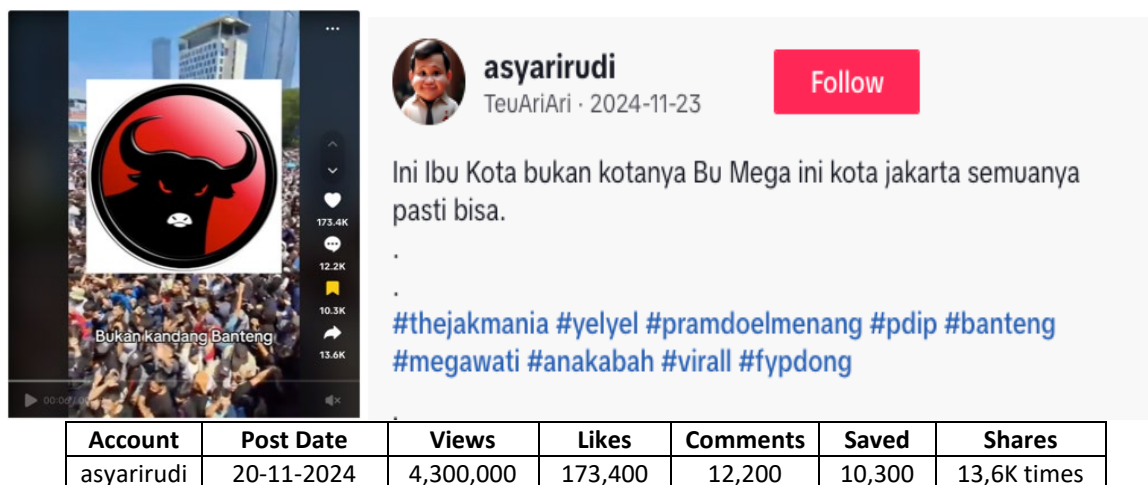 173.4K
12.2K
10.3K
13.6K
Bukan kandang Banteng
asyarirudi
TeuAriAri · 2024-11-23
Follow
Ini Ibu Kota bukan kotanya Bu Mega ini kota jakarta semuanya
pasti bisa.
.
.
#thejakmania #yelyel #pramdoelmenang #pdip #banteng
#megawati #anakabah #virall #fypdong
.
Account Post Date Views Likes Comments Saved Shares
asyarirudi 20-11-2024 4,300,000 173,400 12,200 10,300 13,6K times